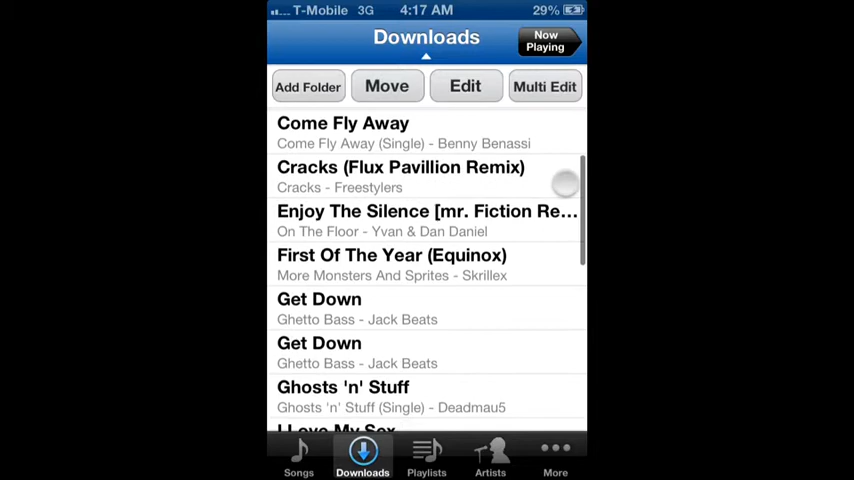 T-Mobile 3G 4:17 AM 29%
Downloads
Now
Playing
Add Folder Move Edit Multi Edit
Come Fly Away
Come Fly Away (Single) - Benny Benassi
Cracks (Flux Pavillion Remix)
Cracks - Freestylers
Enjoy The Silence [mr. Fiction Re...
On The Floor - Yvan & Dan Daniel
First Of The Year (Equinox)
More Monsters And Sprites - Skrillex
Get Down
Ghetto Bass - Jack Beats
Get Down
Ghetto Bass - Jack Beats
Ghosts 'n' Stuff
Ghosts 'n' Stuff (Single) - Deadmau5
I Love My Sex
Songs Downloads Playlists Artists More